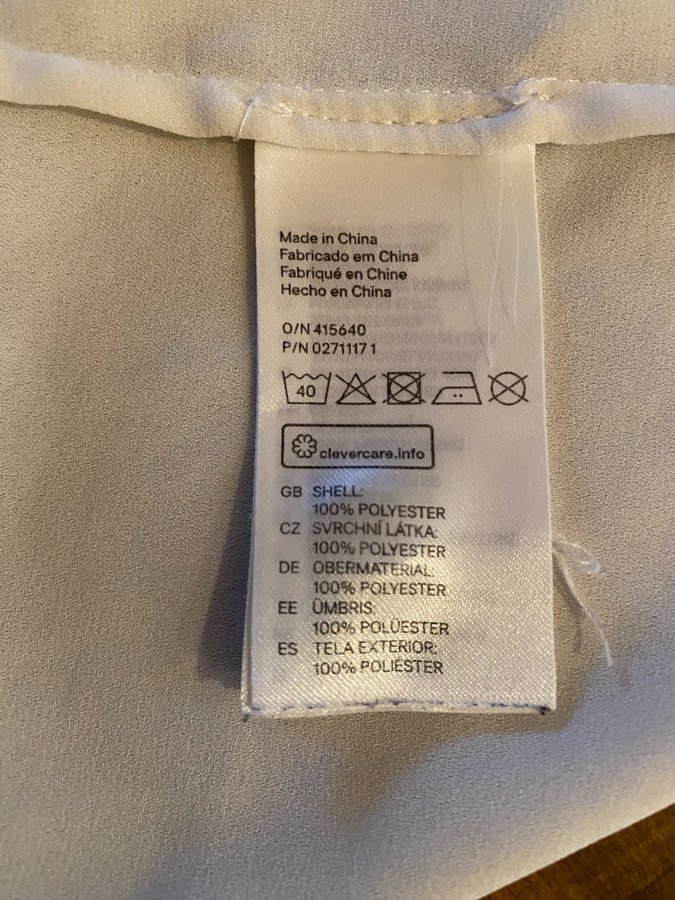 Made in China
Fabricado em China
Fabriqué en Chine
Hecho en China
O/N 415640
P/N 0271117 1
40
clevercare.info
GB SHELL:
100% POLYESTER
CZ SVRCHNÍ LÁTKA:
100% POLYESTER
DE OBERMATERIAL:
100% POLYESTER
EE ÜMBRIS:
100% POLÜESTER
ES TELA EXTERIOR:
100% POLIÉSTER